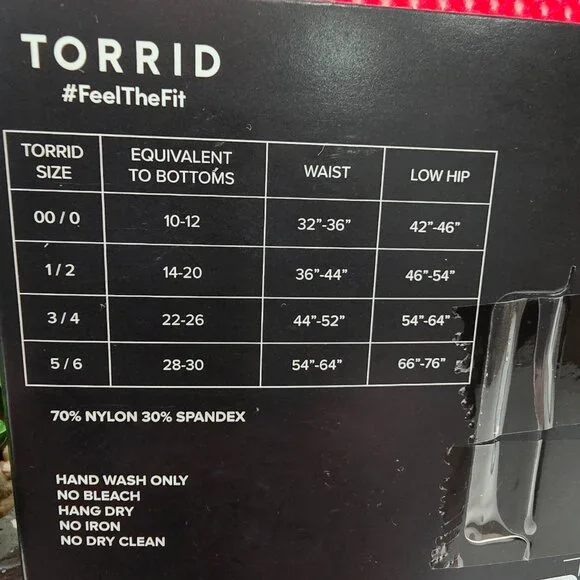 TORRID
#FeelTheFit
TORRID SIZE EQUIVALENT TO BOTTOMS WAIST LOW HIP
00 / 0 10-12 32”-36” 42”-46”
1 / 2 14-20 36”-44” 46”-54”
3 / 4 22-26 44”-52” 54”-64”
5 / 6 28-30 54”-64” 66”-76”
70% NYLON 30% SPANDEX
HAND WASH ONLY
NO BLEACH
HANG DRY
NO IRON
NO DRY CLEAN